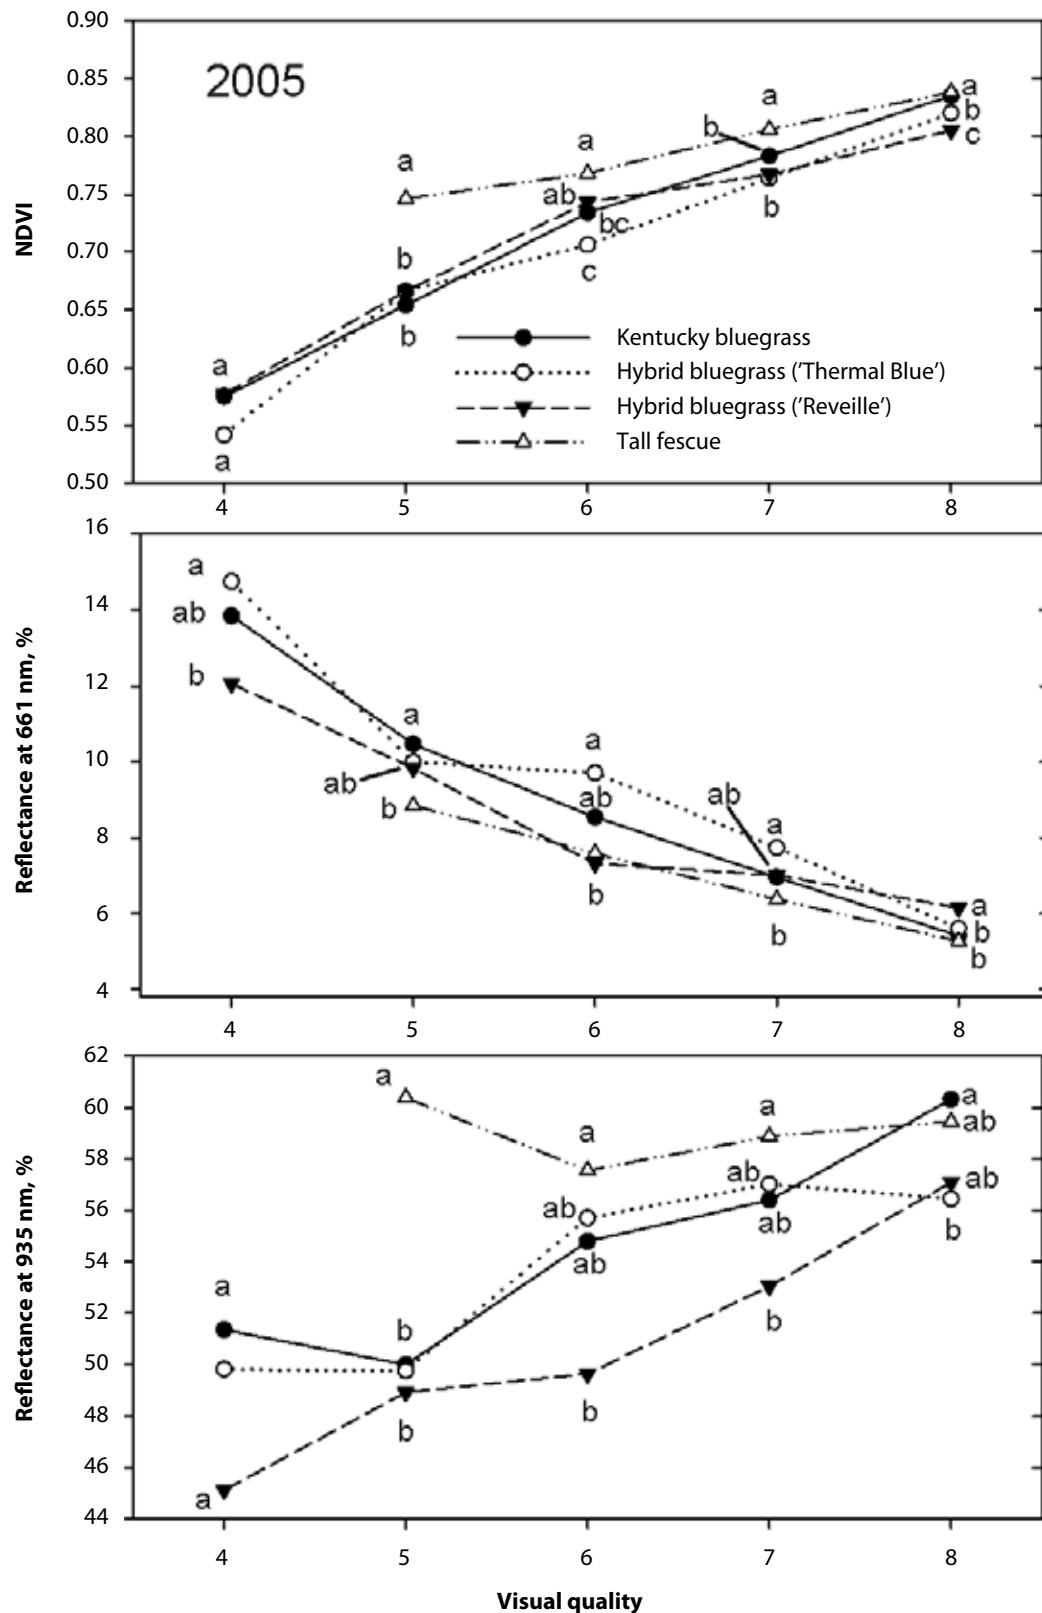 0.90
2005
0.85
a
a
a
b
b
0.80
a
c
a
ab
0.75
b
bc
NDVI
0.70
b
c
0.65
b
Kentucky bluegrass
0.60
a
Hybrid bluegrass ('Thermal Blue')
0.55
Hybrid bluegrass ('Reveille')
a
Tall fescue
0.50
4 5 6 7 8
16
a
14
ab
12
b
a
a
10
ab
ab
ab
b
a
8
Reflectance at 661 nm, %
b
a
6
b
b
b
4
4 5 6 7 8
62
a
60
a
a
ab
a
58
ab
ab
56
ab
ab
b
54
ab
Reflectance at 935 nm, %
a
52
b
b
50
b
b
48
46
a
44
4 5 6 7 8
Visual quality